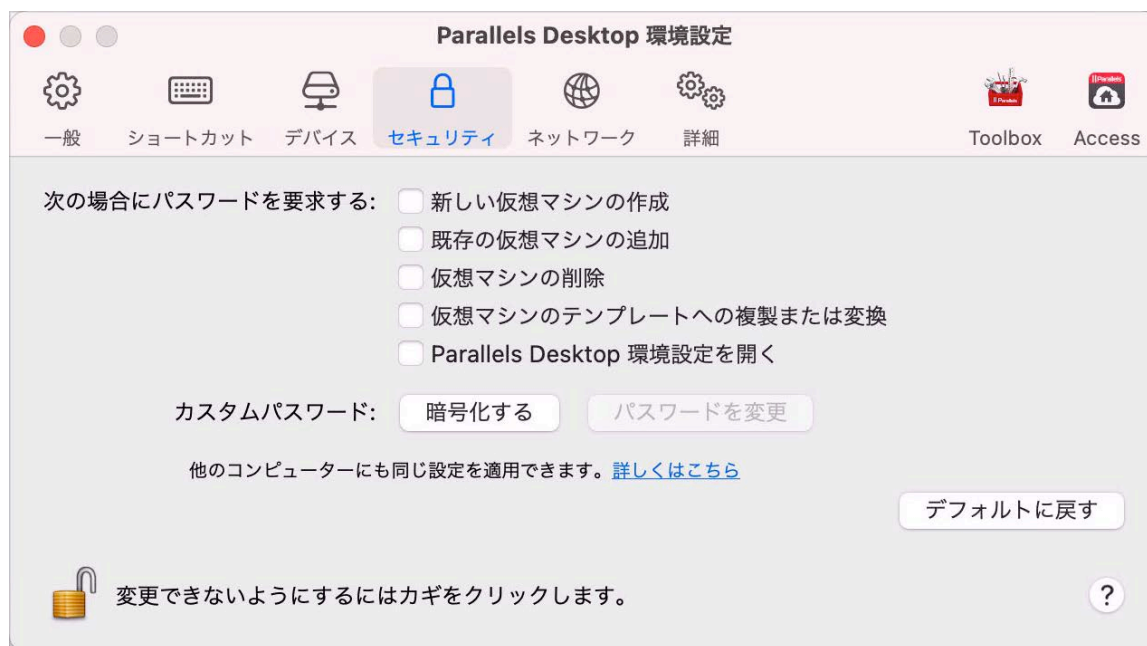 Parallels Desktop 環境設定
一般 ショートカット デバイス セキュリティ ネットワーク 詳細 Toolbox Access
次の場合にパスワードを要求する: 新しい仮想マシンの作成
既存の仮想マシンの追加
仮想マシンの削除
仮想マシンのテンプレートへの複製または変換
Parallels Desktop 環境設定を開く
カスタムパスワード: 暗号化する パスワードを変更
他のコンピューターにも同じ設定を適用できます。詳しくはこちら
デフォルトに戻す
変更できないようにするにはカギをクリックします。 ?